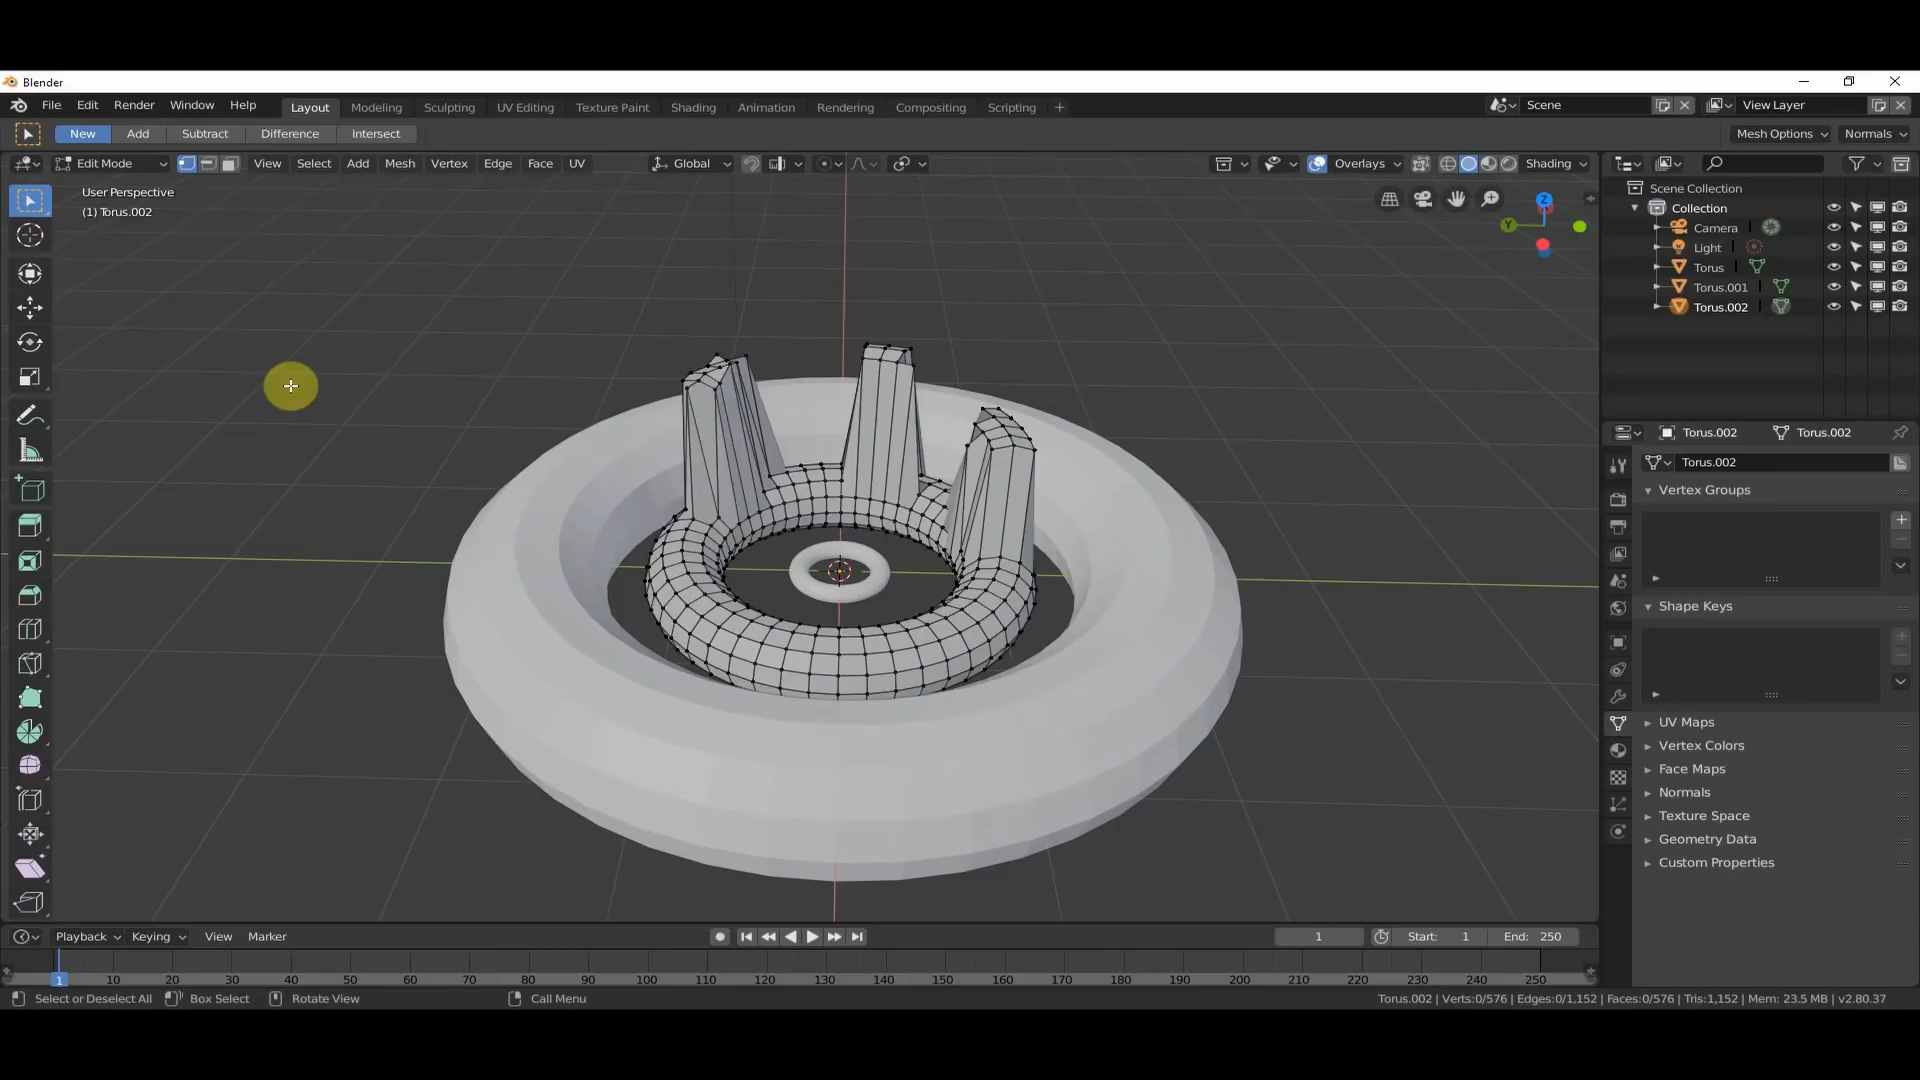 Blender
File Edit Render Window Help Layout Modeling Sculpting UV Editing Texture Paint Shading Animation Rendering Compositing Scripting + Scene View Layer
New Add Subtract Difference Intersect Mesh Options Normals
Edit Mode View Select Add Mesh Vertex Edge Face UV Global Overlays Shading
User Perspective
(1) Torus.002
Z
Y
Scene Collection
Collection
Camera
Light
Torus
Torus.001
Torus.002
Torus.002 Torus.002
Torus.002
Vertex Groups
Shape Keys
UV Maps
Vertex Colors
Face Maps
Normals
Texture Space
Geometry Data
Custom Properties
Playback Keying View Marker 1 Start: 1 End: 250
1 10 20 30 40 50 60 70 80 90 100 110 120 130 140 150 160 170 180 190 200 210 220 230 240 250
Select or Deselect All Box Select Rotate View Call Menu Torus.002 | Verts:0/576 | Edges:0/1,152 | Faces:0/576 | Tris:1,152 | Mem: 23.5 MB | v2.80.37